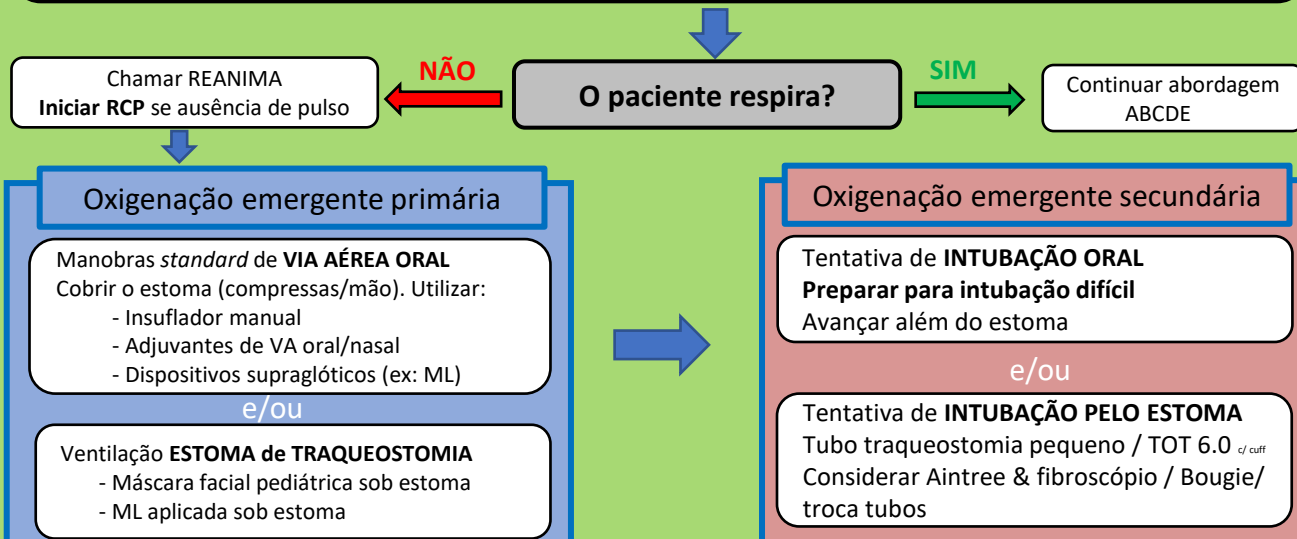 NÃO
SIM
Chamar REANIMA
Iniciar RCP se ausência de pulso
O paciente respira?
Continuar abordagem
ABCDE
Oxigenação emergente primária
Manobras standard de VIA AÉREA ORAL
Cobrir o estoma (compressas/mão). Utilizar:
- Insuflador manual
- Adjuvantes de VA oral/nasal
- Dispositivos supraglóticos (ex: ML)
e/ou
Ventilação ESTOMA de TRAQUEOSTOMIA
- Máscara facial pediátrica sob estoma
- ML aplicada sob estoma
Oxigenação emergente secundária
Tentativa de INTUBAÇÃO ORAL
Preparar para intubação difícil
Avançar além do estoma
e/ou
Tentativa de INTUBAÇÃO PELO ESTOMA
Tubo traqueostomia pequeno / TOT 6.0 c/ cuff
Considerar Aintree & fibroscópio / Bougie/
troca tubos